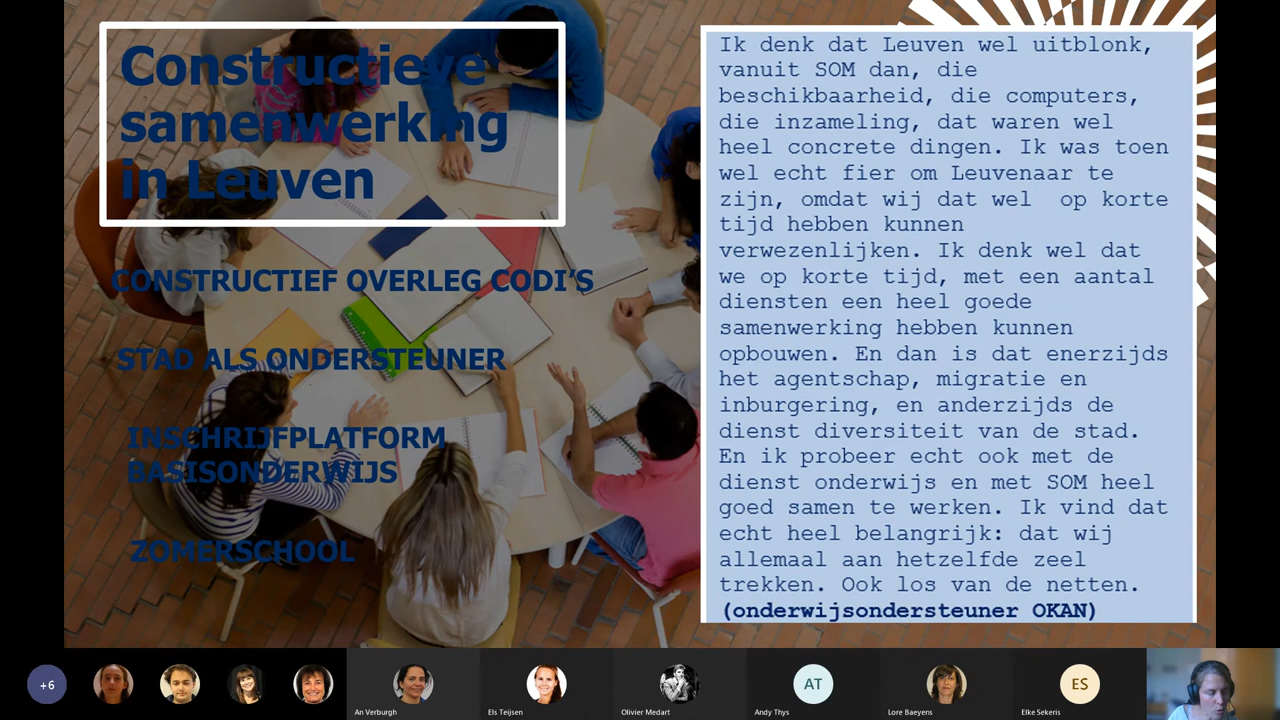 Constructieve
samenwerking
in Leuven
CONSTRUCTIEF OVERLEG CODI'S
STAD ALS ONDERSTEUNER
INSCHRIJFPLATFORM
BASISONDERWIJS
ZOMERSCHOOL
Ik denk dat Leuven wel uitblonk,
vanuit SOM dan, die
beschikbaarheid, die computers,
die inzameling, dat waren wel
heel concrete dingen. Ik was toen
wel echt fier om Leuvenaar te
zijn, omdat wij dat wel op korte
tijd hebben kunnen
verwezenlijken. Ik denk wel dat
we op korte tijd, met een aantal
diensten een heel goede
samenwerking hebben kunnen
opbouwen. En dan is dat enerzijds
het agentschap, migratie en
inburgering, en anderzijds de
dienst diversiteit van de stad.
En ik probeer echt ook met de
dienst onderwijs en met SOM heel
goed samen te werken. Ik vind dat
echt heel belangrijk: dat wij
allemaal aan hetzelfde zeel
trekken. Ook los van de netten.
(onderwijsondersteuner OKAN)
+6
AT
ES
An Verburgh
Els Teijsen
Olivier Medart
Andy Thys
Lore Baeyens
Elke Sekeris